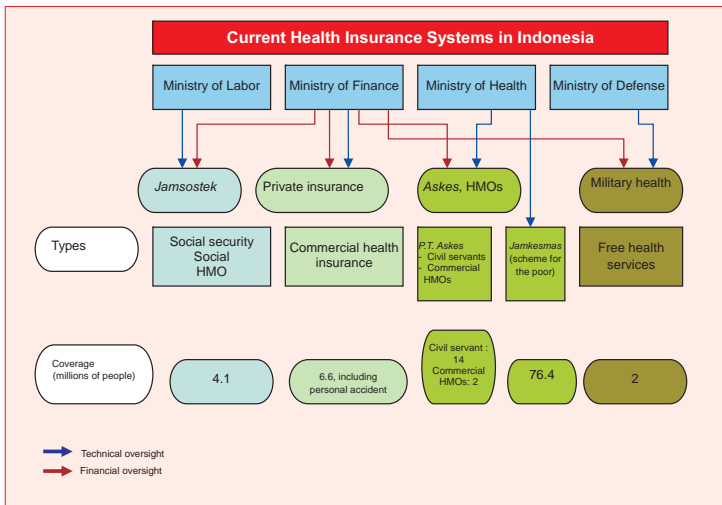 Current Health Insurance Systems in Indonesia
Ministry of Labor
Ministry of Finance
Ministry of Health
Ministry of Defense
Jamsostek
Private insurance
Askes, HMOs
Military health
Types
Social security
Social
HMO
Commercial health
insurance
P.T. Askes
- Civil servants
- Commercial
HMOs
Jamkesmas
(scheme for
the poor)
Free health
services
Coverage
(millions of people)
4.1
6.6, including
personal accident
Civil servant :
14
Commercial
HMOs: 2
76.4
2
Technical oversight
Financial oversight